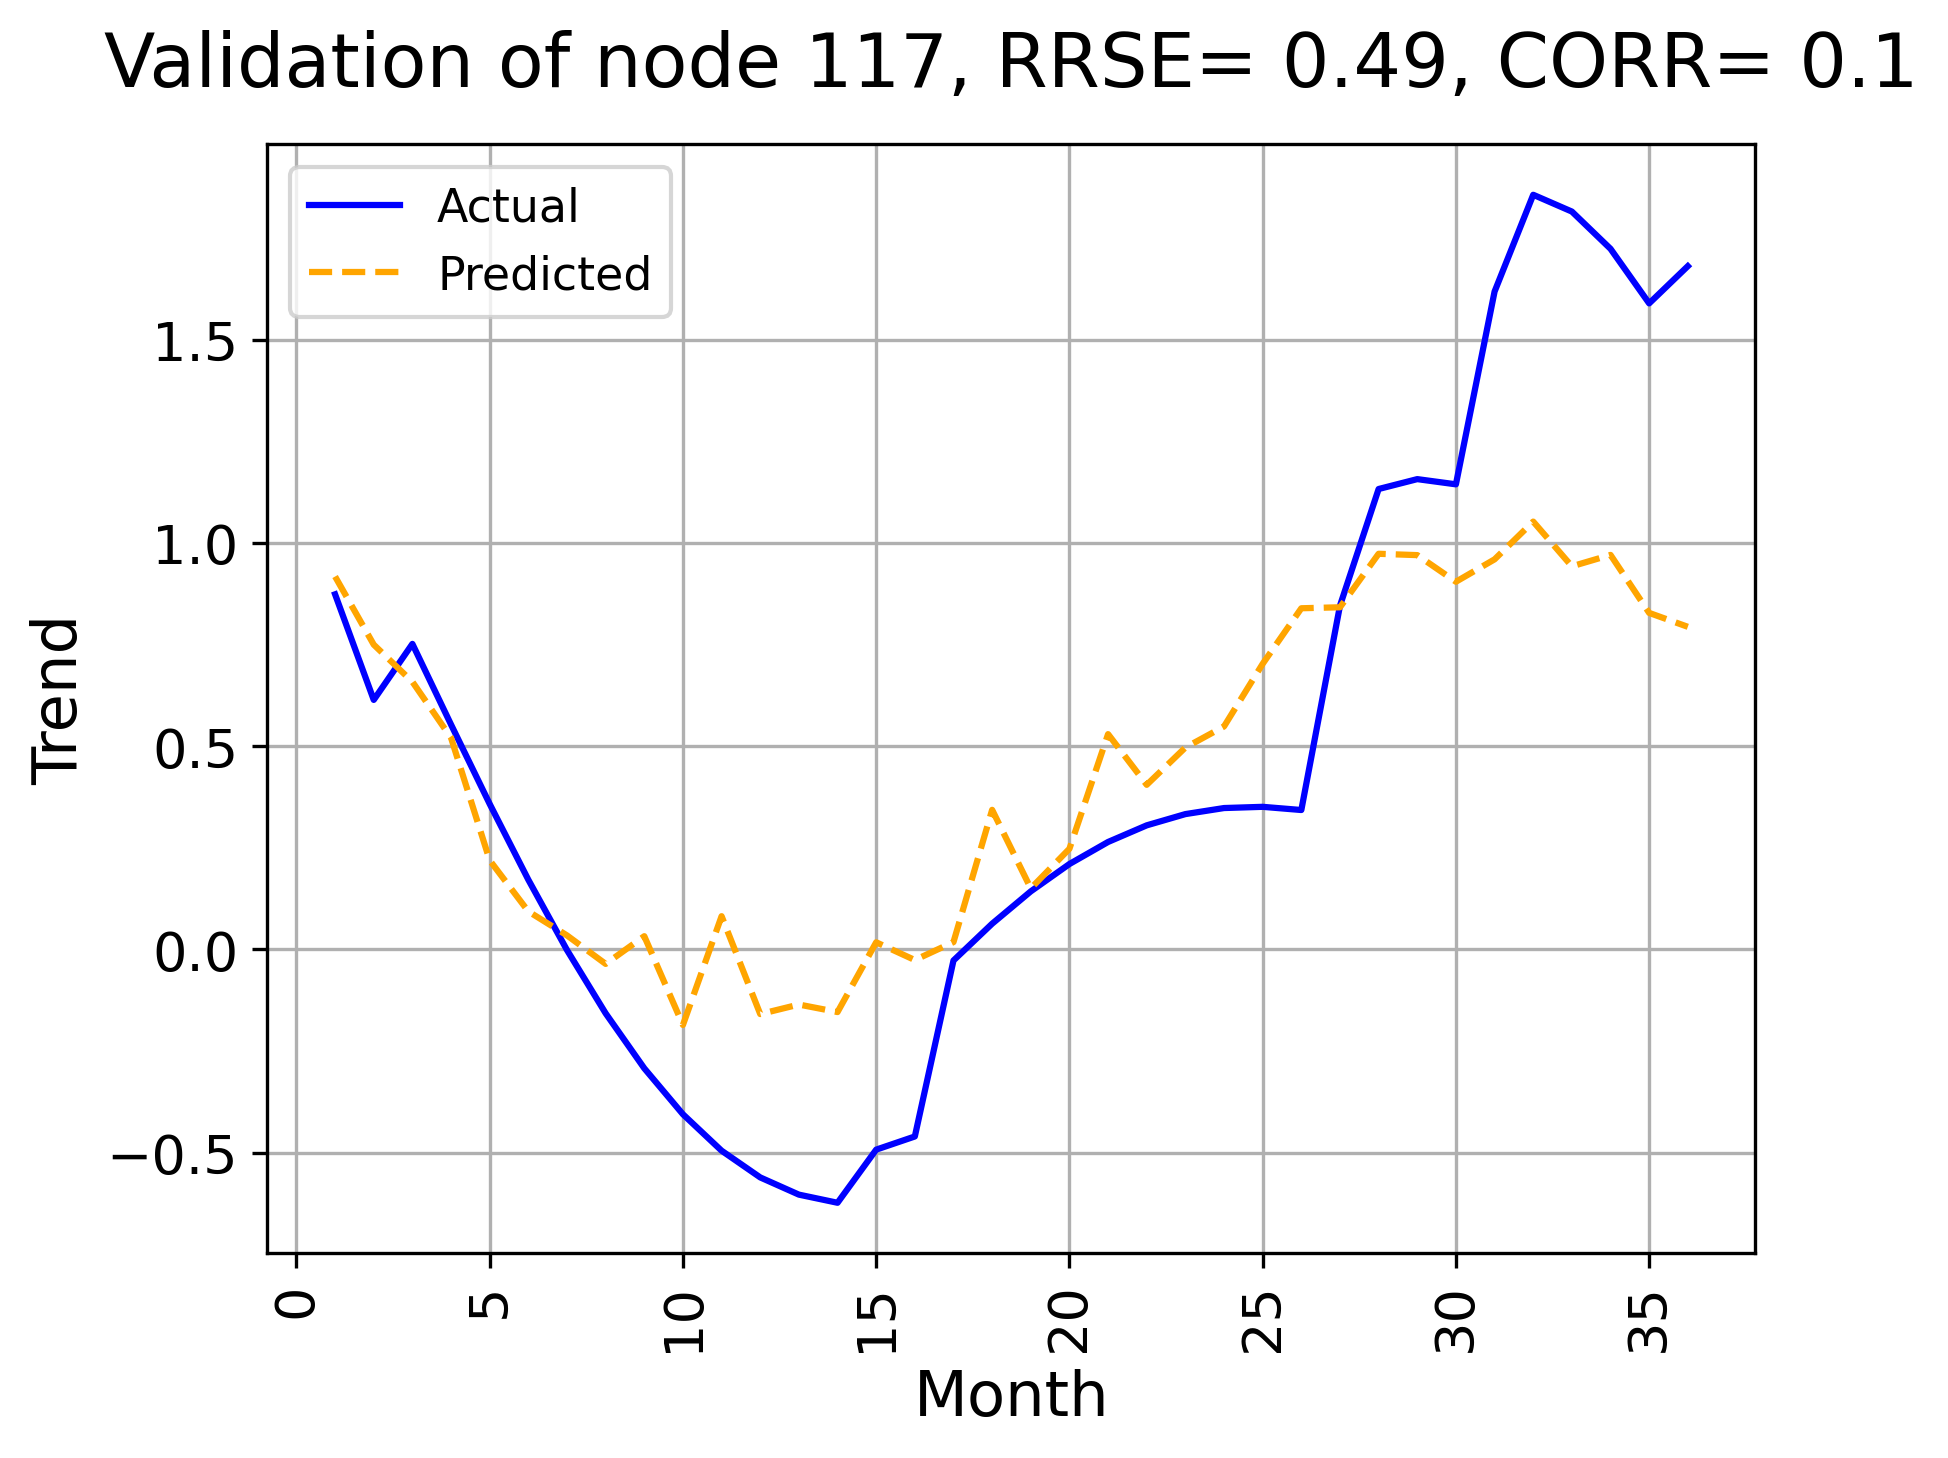 Validation of node 117, RRSE= 0.49, CORR= 0.1
Actual
Predicted
1.5
1.0
0.5
0.0
−0.5
Trend
0 5 10 15 20 25 30 35
Month